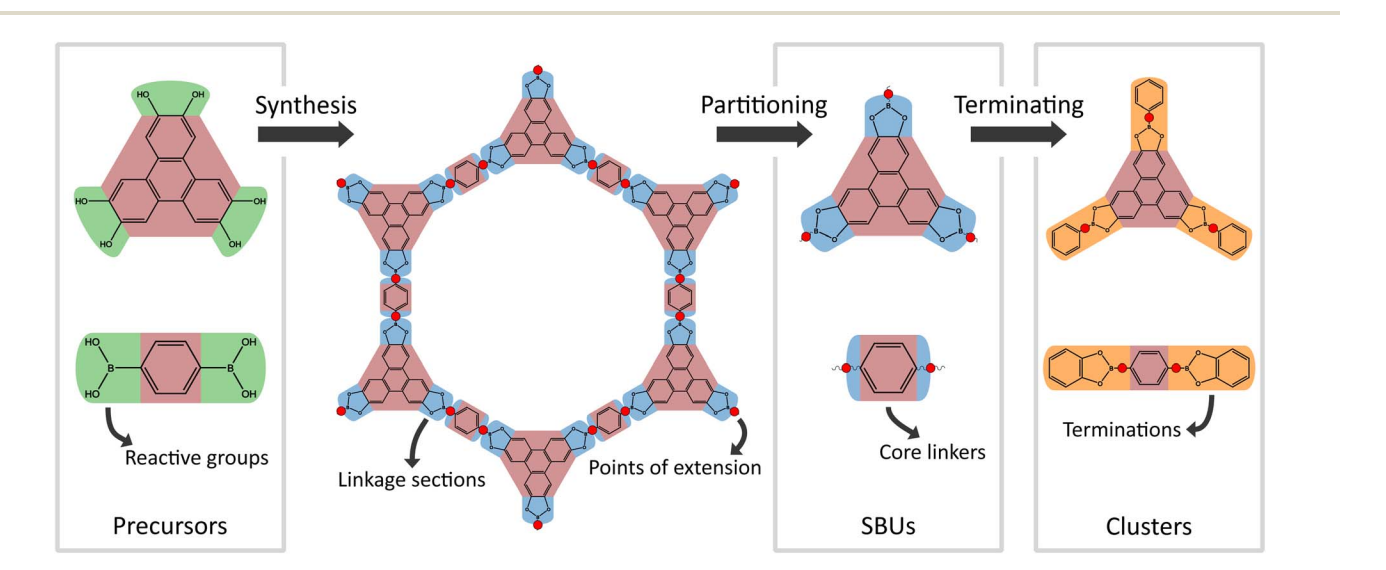 Synthesis
Partitioning
Terminating
HO
OH
HO
OH
HO
OH
HO
OH
B
B
HO
OH
Reactive groups
Precursors
Linkage sections
Points of extension
B
O
O
O
O
B
B
O
O
Core linkers
SBUs
B
O
O
O
O
B
B
O
O
O
O
B
B
O
O
Terminations
Clusters